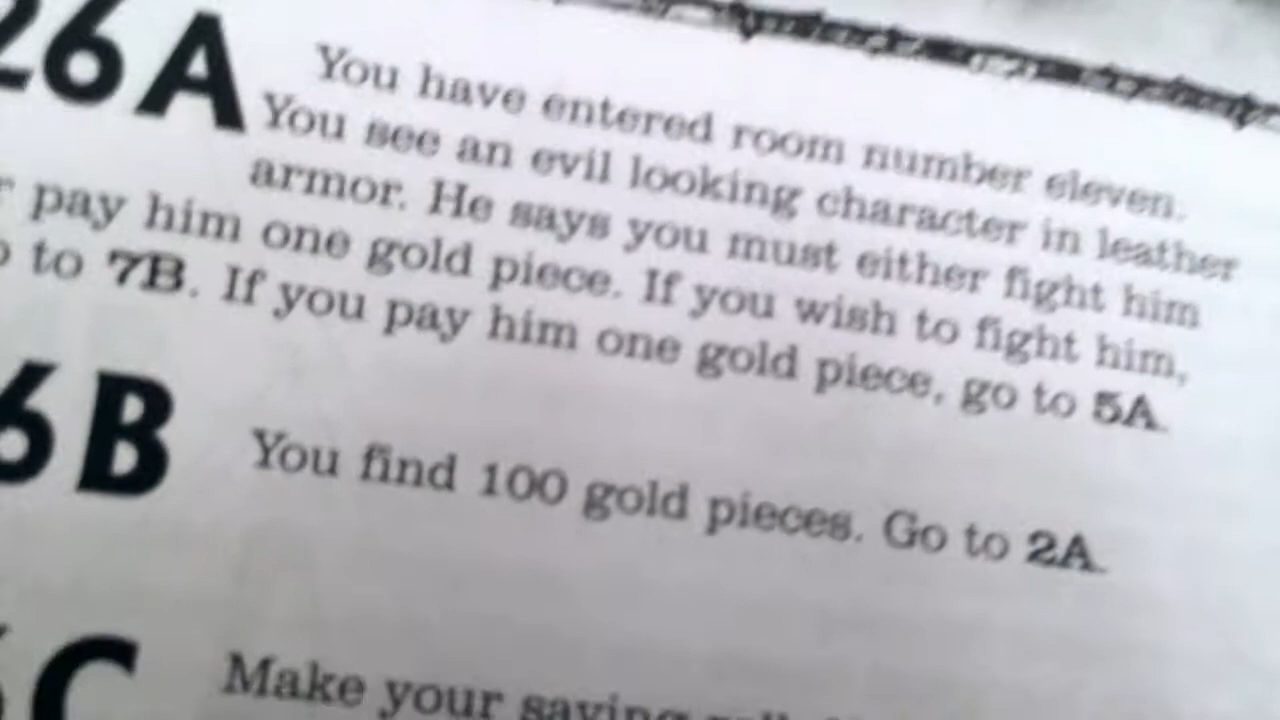 26A You have entered room number eleven.
You see an evil looking character in leather
armor. He says you must either fight him
r pay him one gold piece. If you wish to fight him,
o to 7B. If you pay him one gold piece, go to 5A.
6B You find 100 gold pieces. Go to 2A.
6C Make your saving